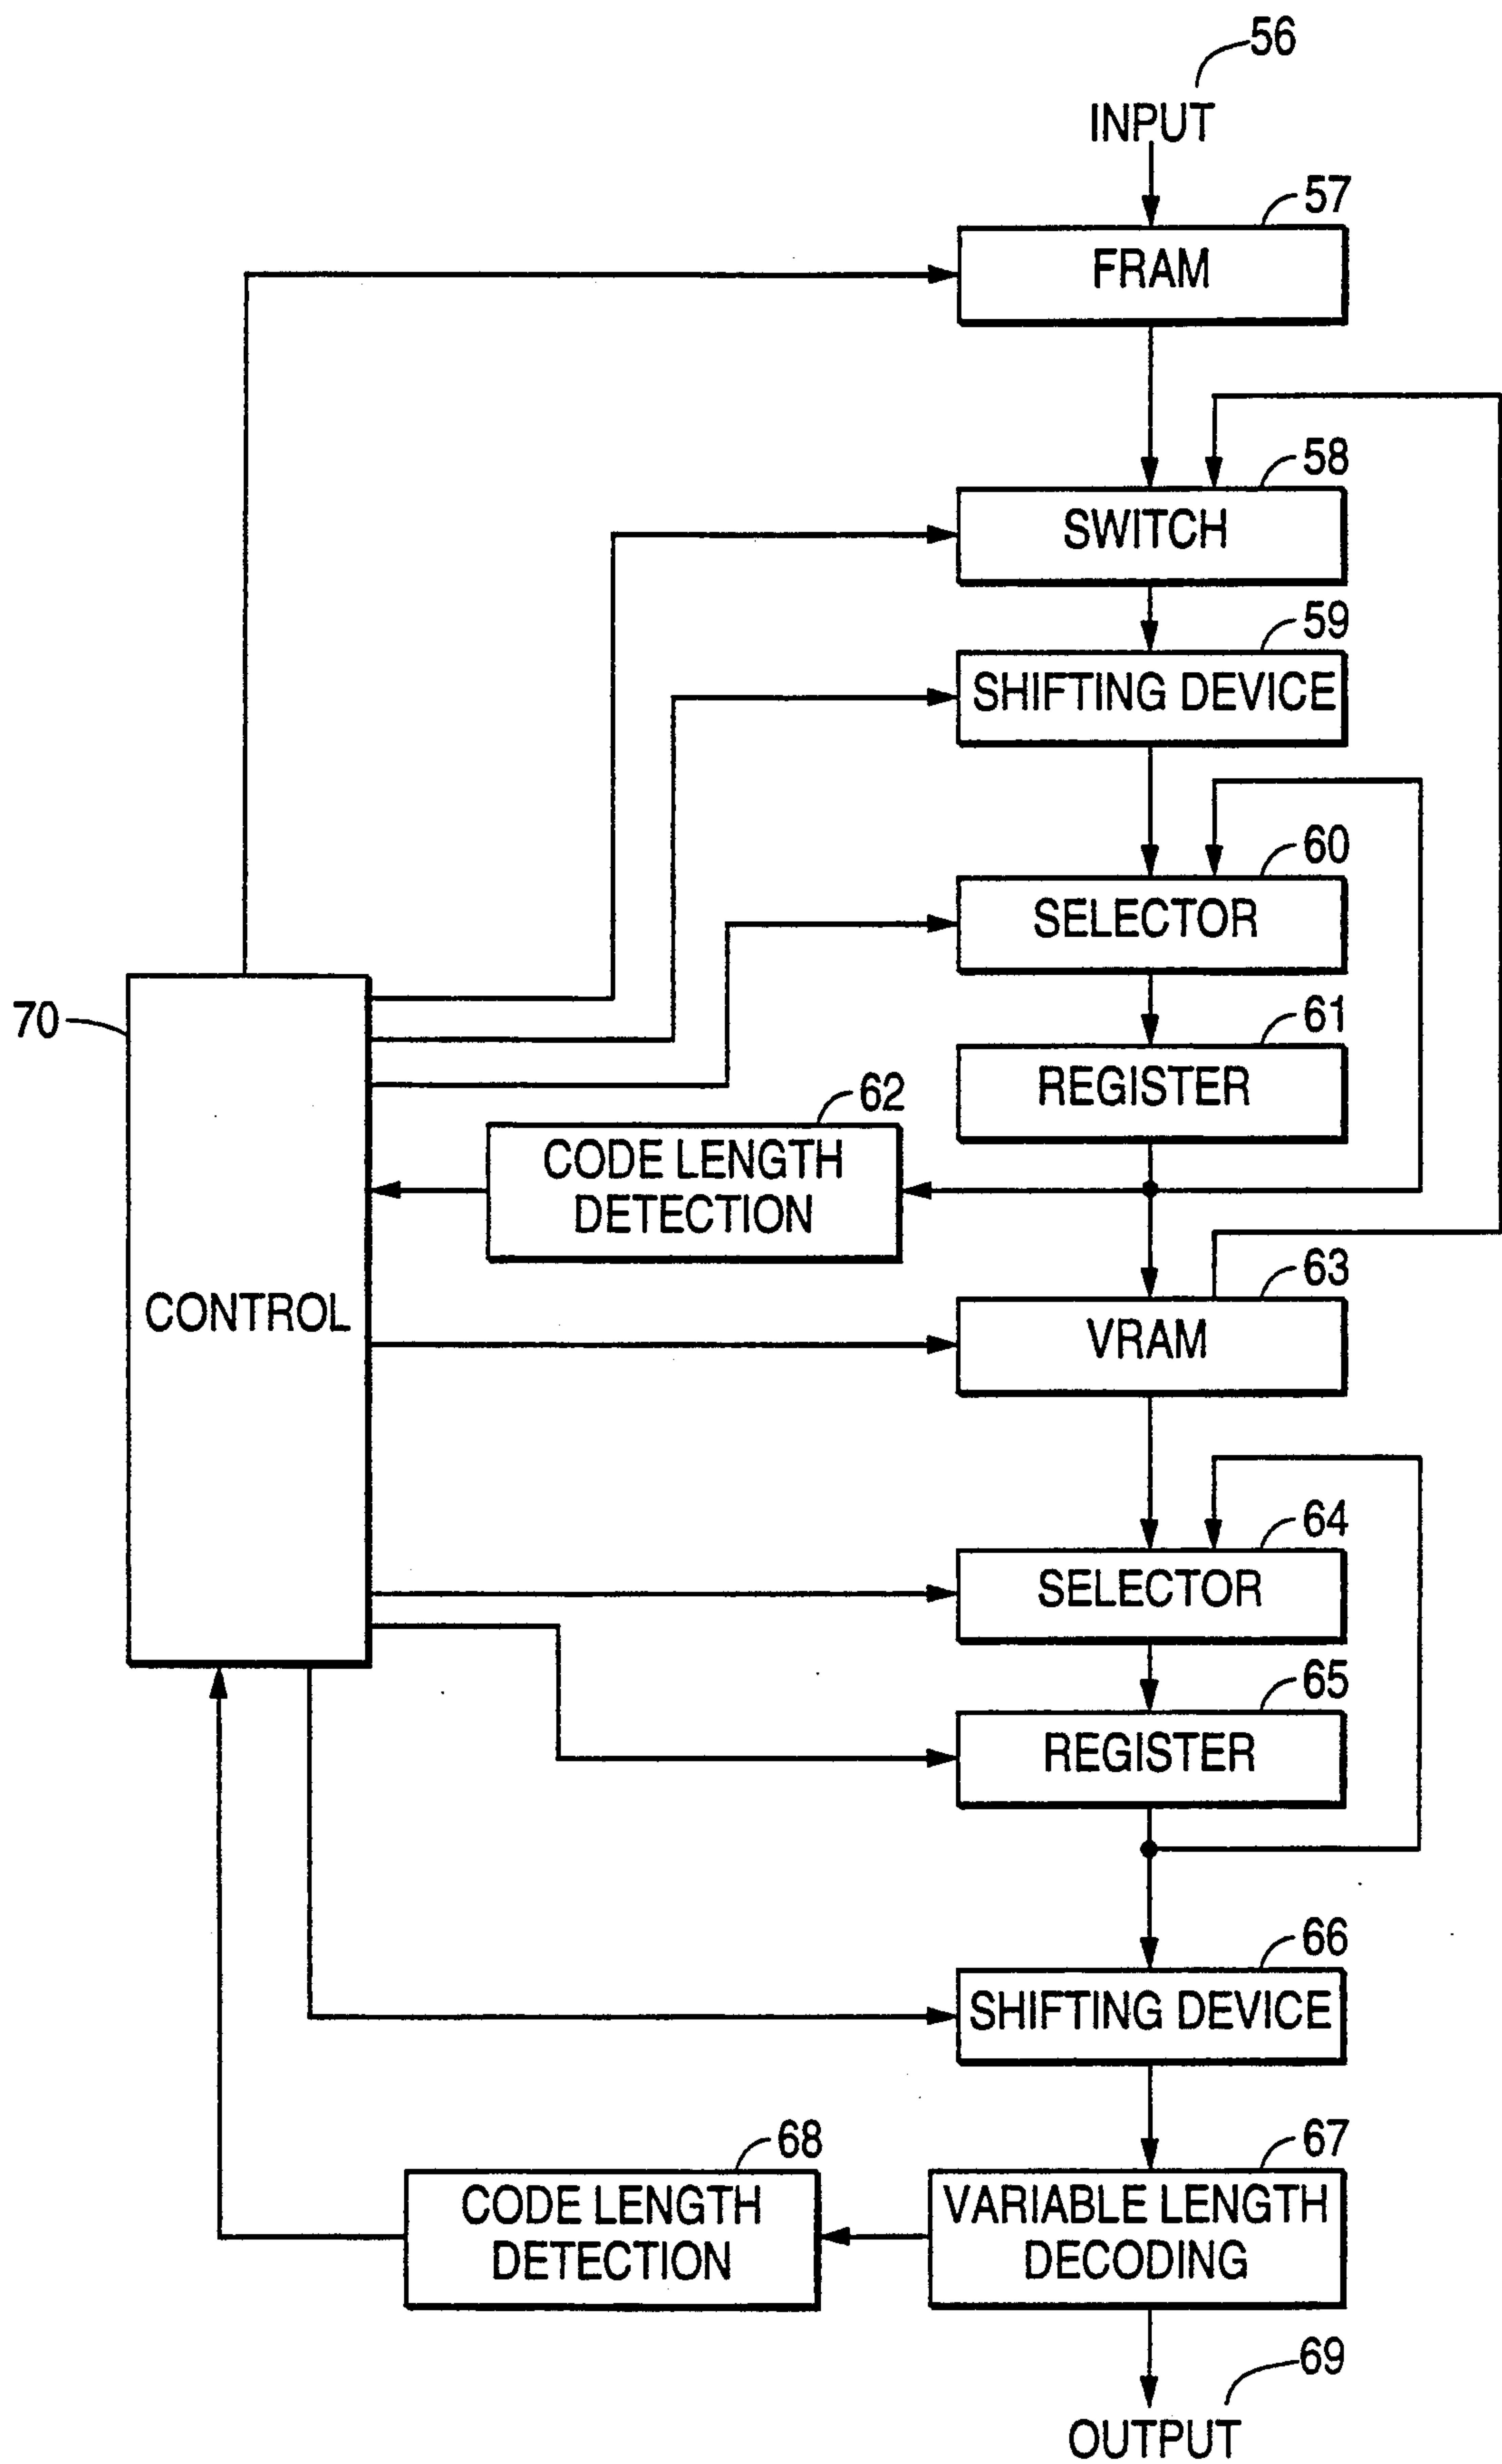 56
INPUT
57
FRAM
58
SWITCH
59
SHIFTING DEVICE
60
SELECTOR
70
61
REGISTER
62
CODE LENGTH
DETECTION
CONTROL
63
VRAM
64
SELECTOR
65
REGISTER
66
SHIFTING DEVICE
68
CODE LENGTH
DETECTION
67
VARIABLE LENGTH
DECODING
69
OUTPUT